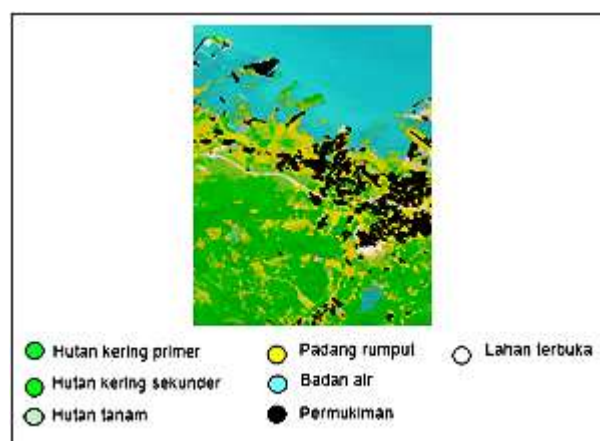 Hutan kering primer
Hutan kering sekunder
Hutan tanam
Padang rumput
Badan air
Permukiman
Lahan terbuka